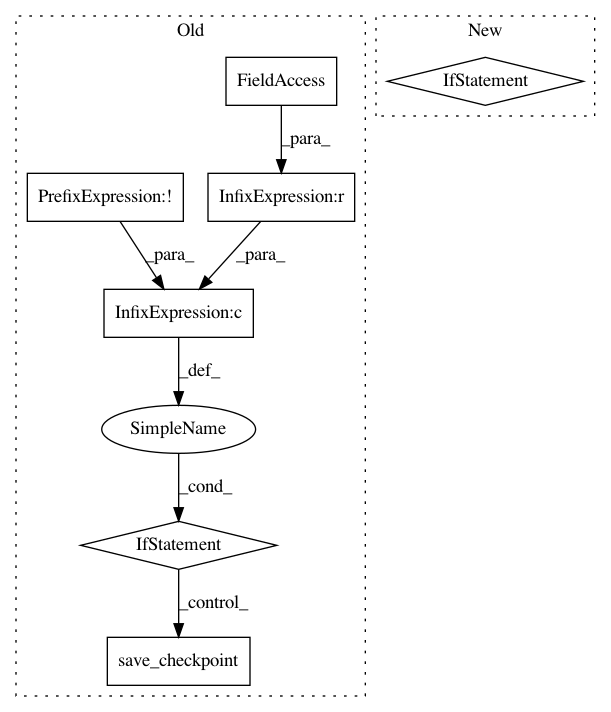 Old
New
FieldAccess
IfStatement
_para_
PrefixExpression:!
InfixExpression:r
_para_
_para_
InfixExpression:c
_def_
SimpleName
_cond_
IfStatement
_control_
save_checkpoint